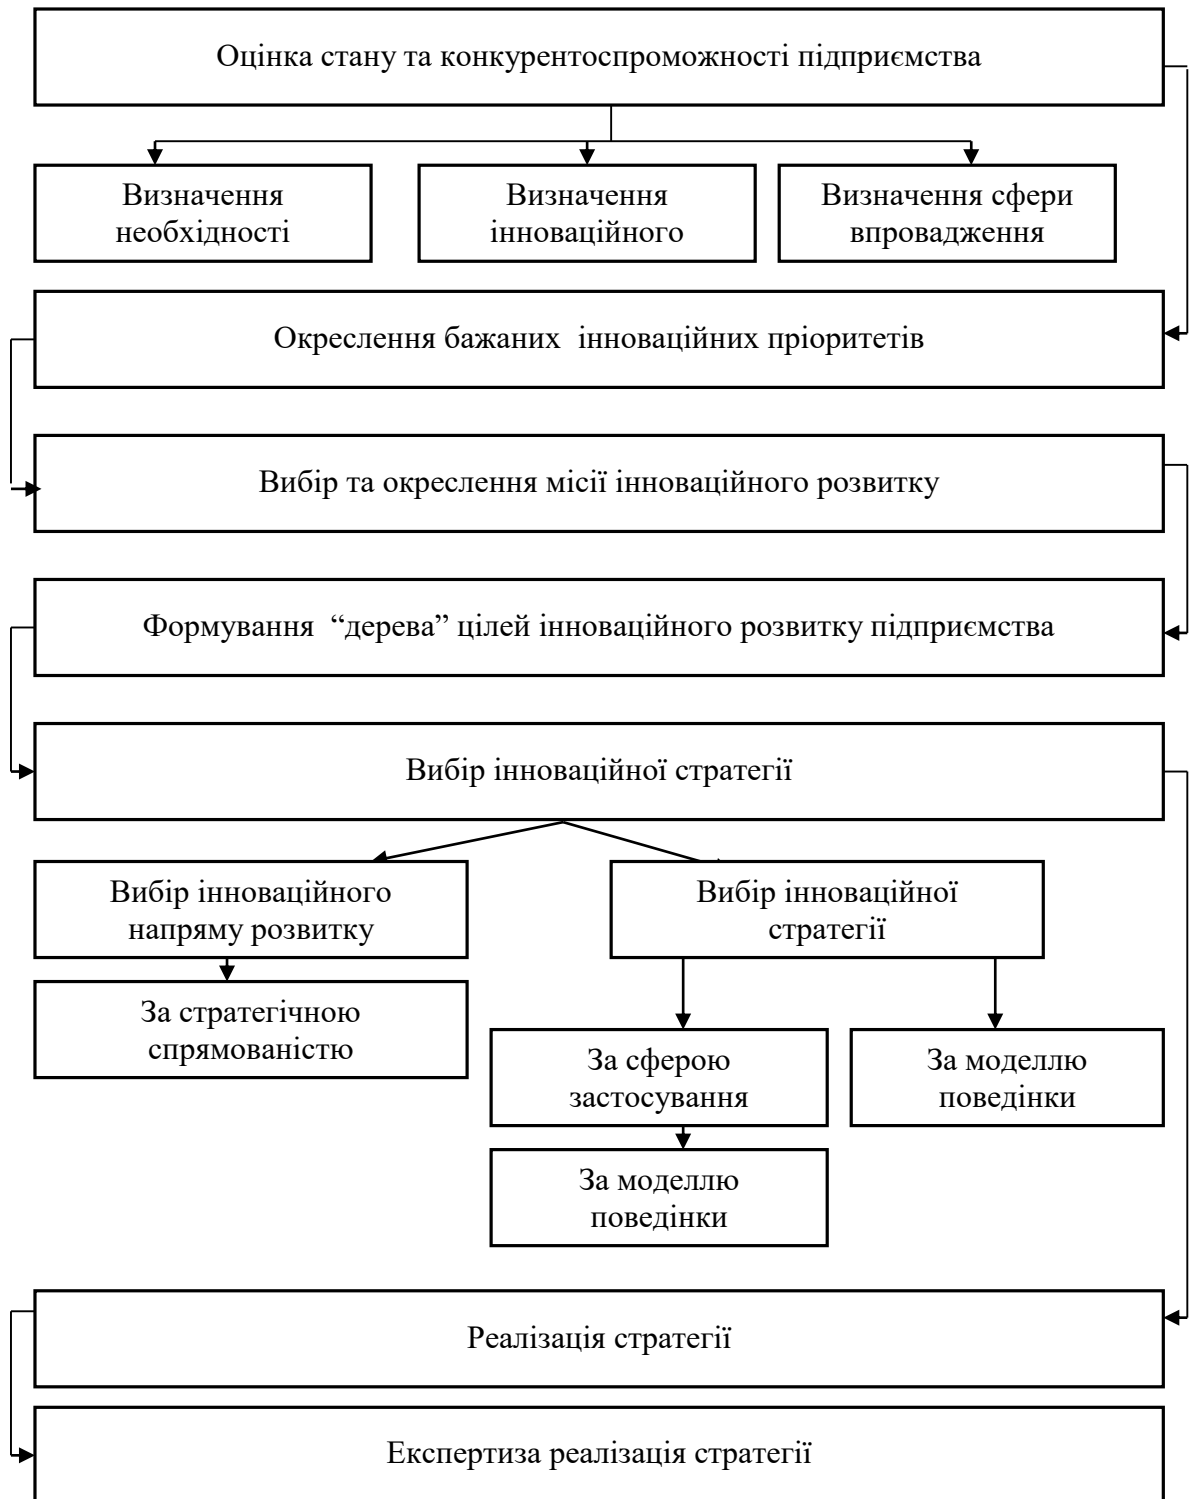 Оцінка стану та конкурентоспроможності підприємства
Визначення
необхідності
Визначення
інноваційного
Визначення сфери
впровадження
Окреслення бажаних  інноваційних пріоритетів
Вибір та окреслення місії інноваційного розвитку
Формування  “дерева” цілей інноваційного розвитку підприємства
Вибір інноваційної стратегії
Вибір інноваційного
напряму розвитку
Вибір інноваційної
стратегії
За стратегічною
спрямованістю
За сферою
застосування
За моделлю
поведінки
За моделлю
поведінки
Реалізація стратегії
Експертиза реалізація стратегії